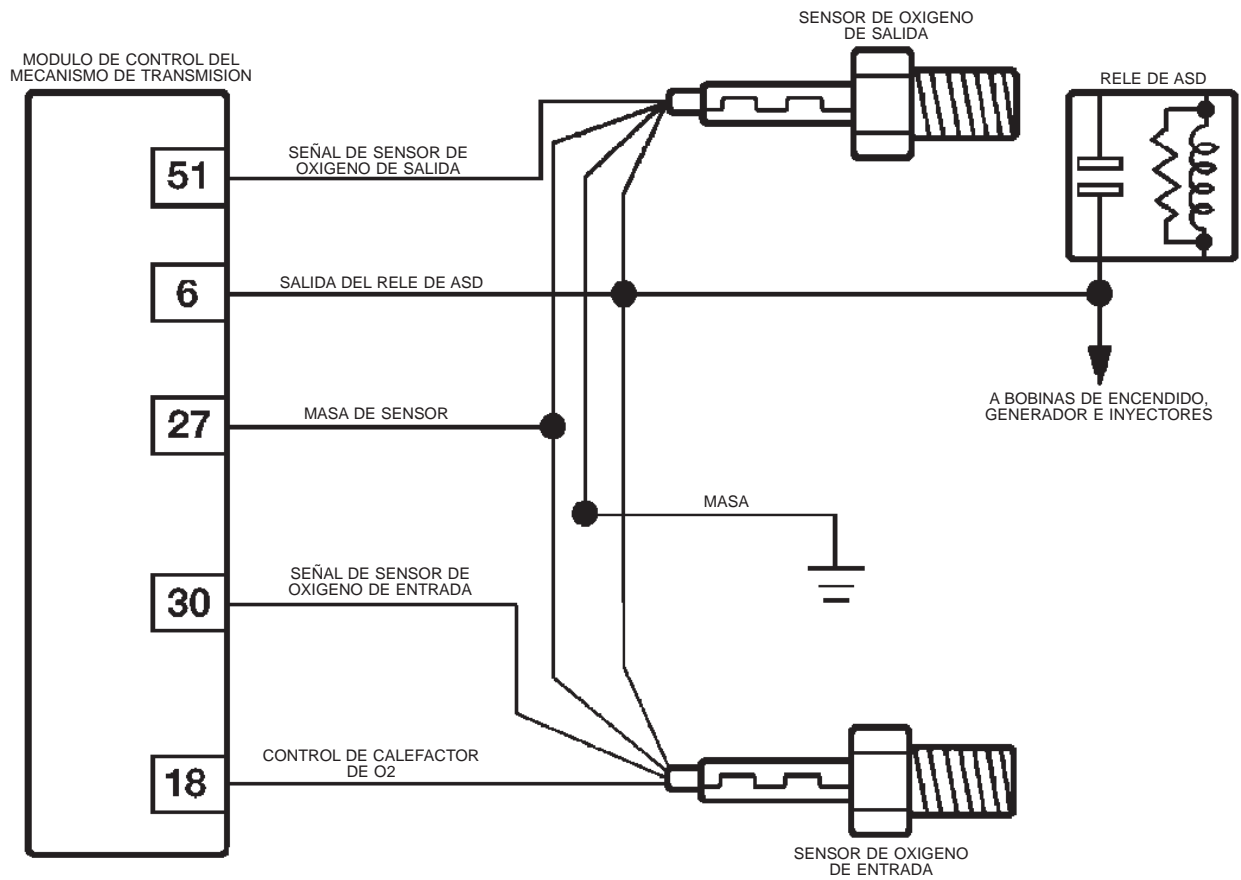 SENSOR DE OXIGENO
DE SALIDA
MODULO DE CONTROL DEL
MECANISMO DE TRANSMISION
RELE DE ASD
51
SEÑAL DE SENSOR DE
OXIGENO DE SALIDA
6
SALIDA DEL RELE DE ASD
A BOBINAS DE ENCENDIDO,
GENERADOR E INYECTORES
27
MASA DE SENSOR
MASA
30
SEÑAL DE SENSOR DE
OXIGENO DE ENTRADA
18
CONTROL DE CALEFACTOR
DE O2
SENSOR DE OXIGENO
DE ENTRADA